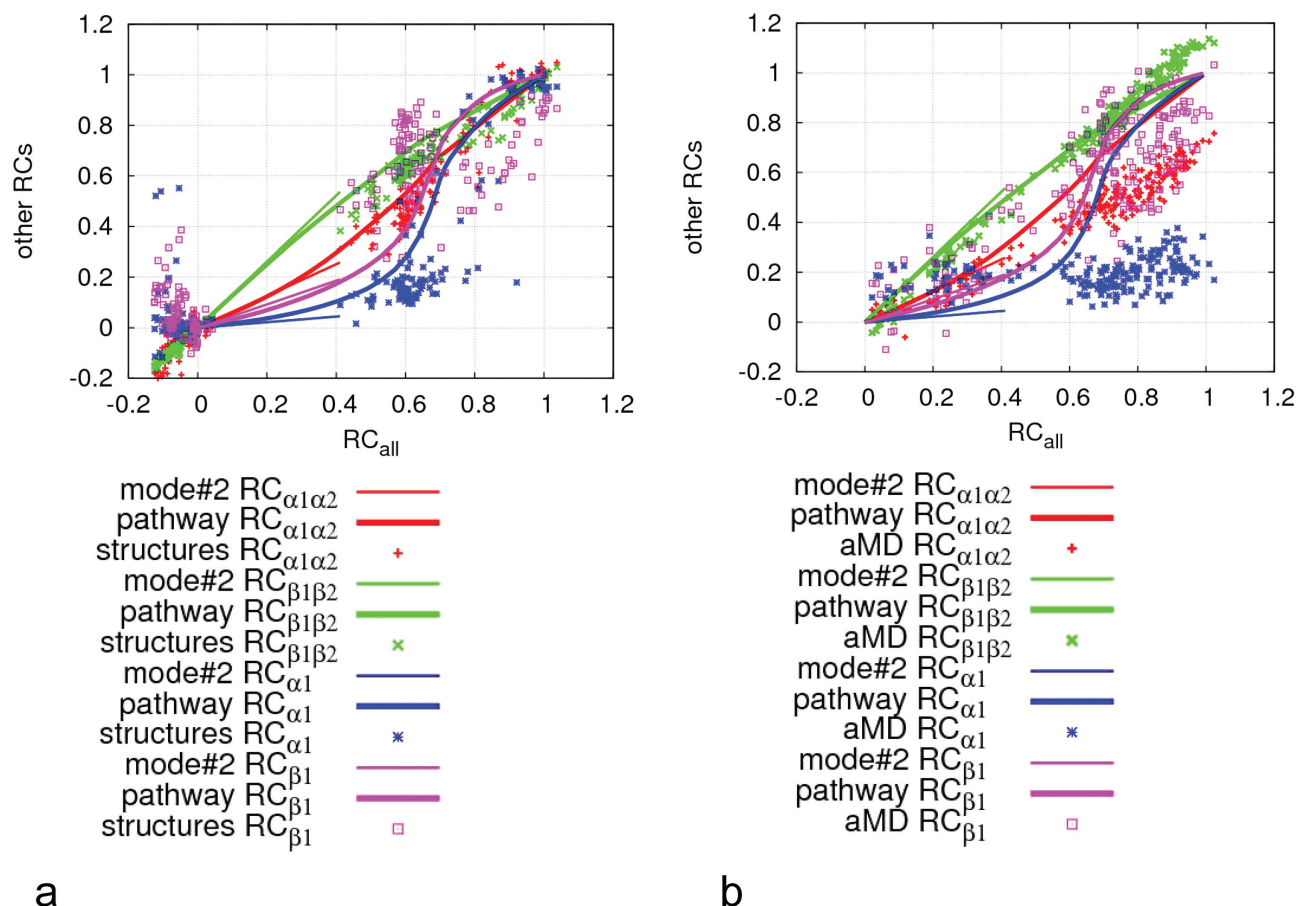 1.2
1
0.8
0.6
0.4
0.2
0
-0.2
other RCs
-0.2 0 0.2 0.4 0.6 0.8 1 1.2
RCall
mode#2 RCα1α2
pathway RCα1α2
structures RCα1α2
mode#2 RCβ1β2
pathway RCβ1β2
structures RCβ1β2
mode#2 RCα1
pathway RCα1
structures RCα1
mode#2 RCβ1
pathway RCβ1
structures RCβ1
a
1.2
1
0.8
0.6
0.4
0.2
0
-0.2
other RCs
-0.2 0 0.2 0.4 0.6 0.8 1 1.2
RCall
mode#2 RCα1α2
pathway RCα1α2
aMD RCα1α2
mode#2 RCβ1β2
pathway RCβ1β2
aMD RCβ1β2
mode#2 RCα1
pathway RCα1
aMD RCα1
mode#2 RCβ1
pathway RCβ1
aMD RCβ1
b